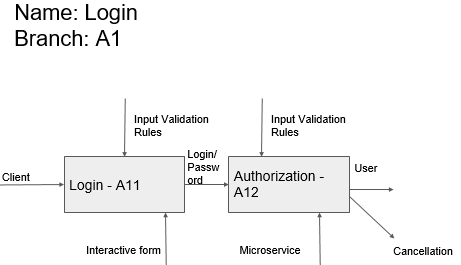 Name: Login
Branch: A1
Input Validation
Rules
Input Validation
Rules
Client
Login - A11
Login/
Passw
ord
Authorization -
A12
User
Interactive form
Microservice
Cancellation